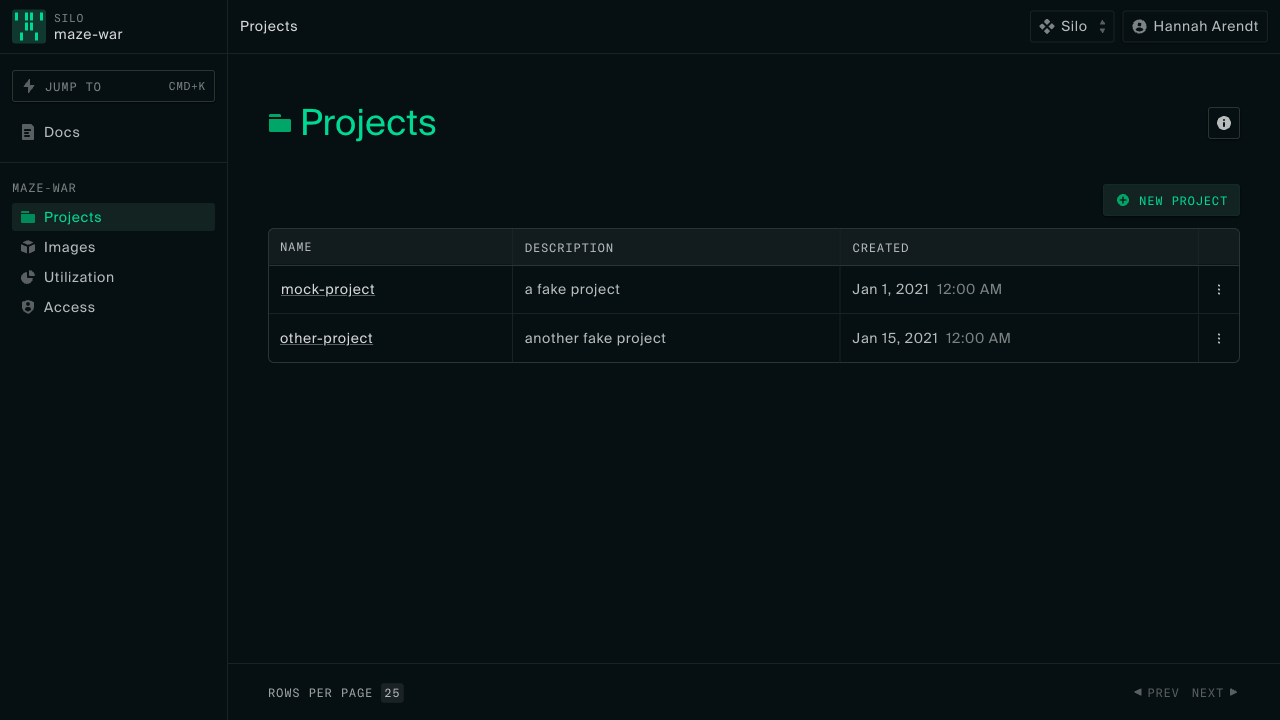 SILO
maze-war
Projects
Silo
Hannah Arendt
JUMP TO CMD+K
Docs
MAZE-WAR
Projects
Images
Utilization
Access
Projects
NEW PROJECT
NAME DESCRIPTION CREATED
mock-project a fake project Jan 1, 2021 12:00 AM
other-project another fake project Jan 15, 2021 12:00 AM
ROWS PER PAGE 25
PREV NEXT